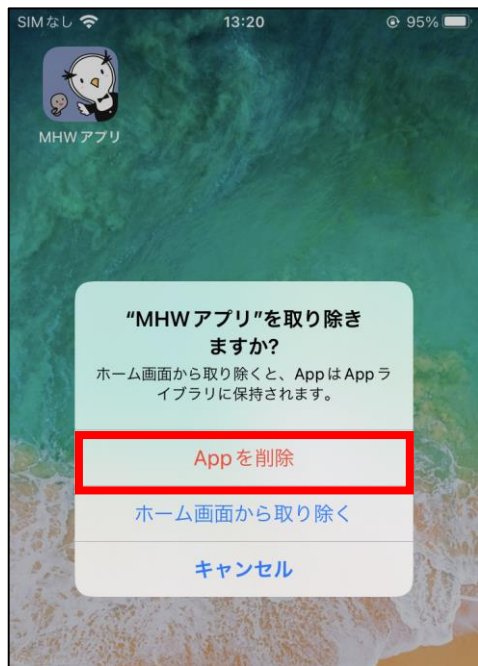 SIMなし 13:20 95%
MHWアプリ
“MHWアプリ”を取り除き
ますか?
ホーム画面から取り除くと、AppはAppラ
イブラリに保持されます。
Appを削除
ホーム画面から取り除く
キャンセル